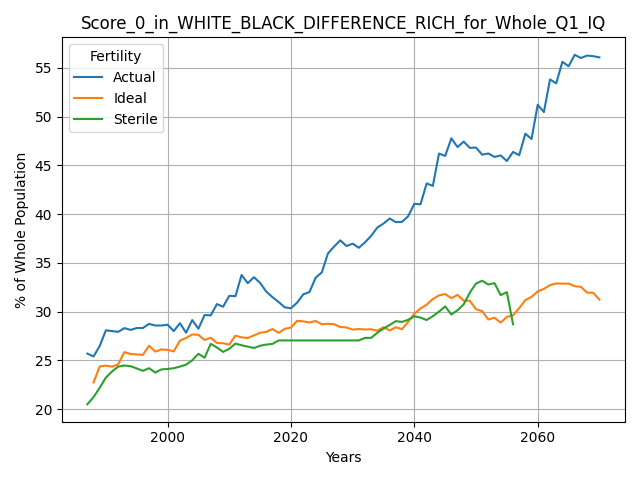 Score_0_in_WHITE_BLACK_DIFFERENCE_RICH_for_Whole_Q1_IQ
Fertility
Actual
Ideal
Sterile
% of Whole Population
55
50
45
40
35
30
25
20
2000
2020
2040
2060
Years